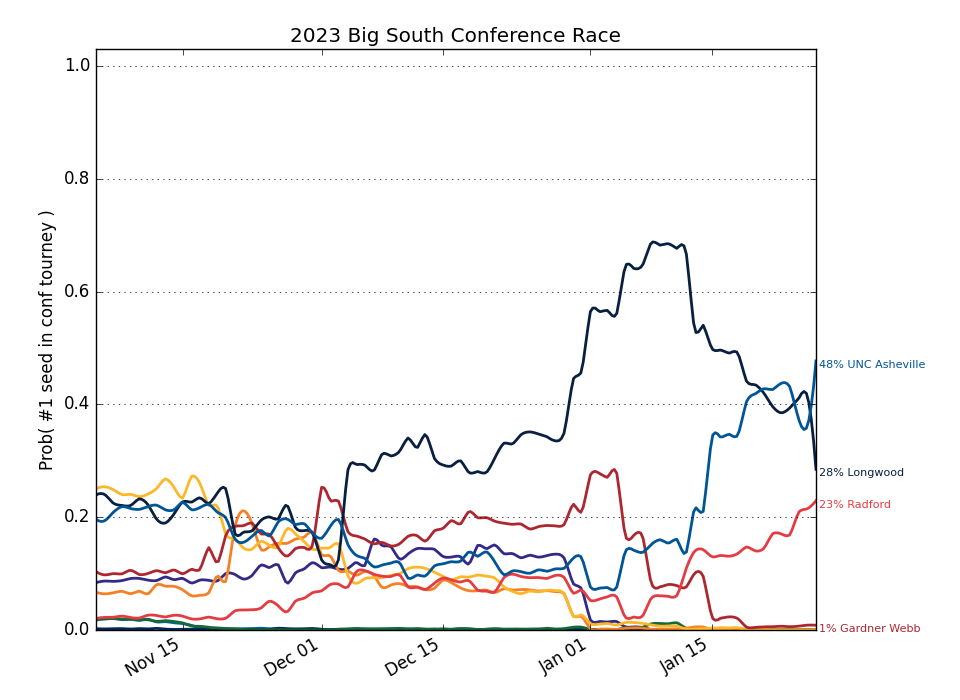 2023 Big South Conference Race
Prob( #1 seed in conf tourney )
1.0
0.8
0.6
0.4
0.2
0.0
Nov 15
Dec 01
Dec 15
Jan 01
Jan 15
48% UNC Asheville
28% Longwood
23% Radford
1% Gardner Webb